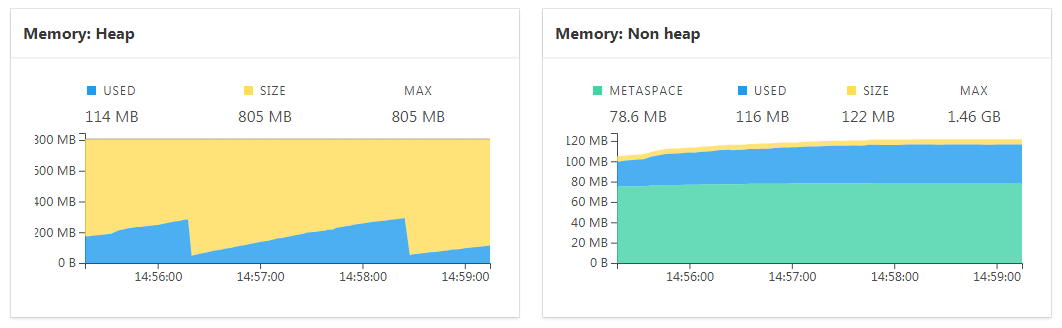 Memory: Heap
USED SIZE MAX
114 MB 805 MB 805 MB
800 MB
600 MB
400 MB
200 MB
0 B
14:56:00 14:57:00 14:58:00 14:59:00
Memory: Non heap
METASPACE USED SIZE MAX
78.6 MB 116 MB 122 MB 1.46 GB
120 MB
100 MB
80 MB
60 MB
40 MB
20 MB
0 B
14:56:00 14:57:00 14:58:00 14:59:00